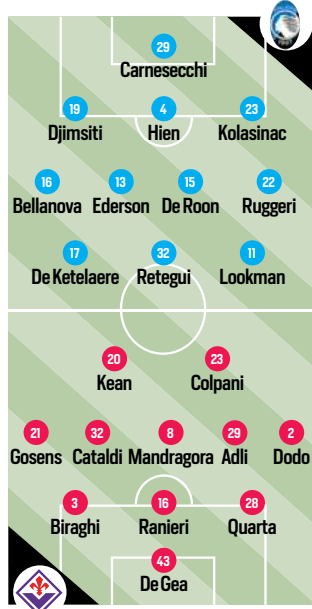 29
Carnesecchi
19 4 23
Djimsiti Hien Kolasinac
16 13 15 22
Bellanova Ederson De Roon Ruggeri
17 32 11
De Ketelaere Retegui Lookman
20 23
Kean Colpani
21 32 8 29 2
Gosens Cataldi Mandragora Adli Dodo
3 16 28
Biraghi Ranieri Quarta
43
De Gea